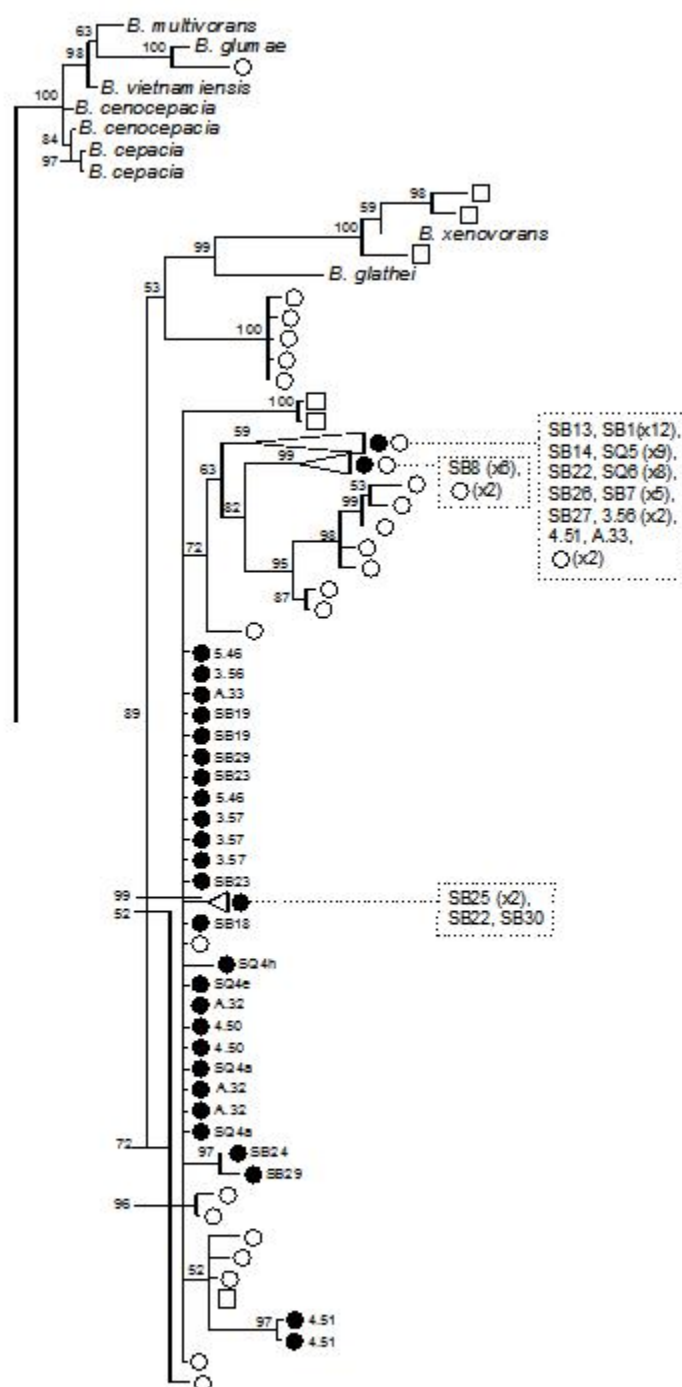 63
B. multivorans
100
B. glumae
98
B. vietnamiensis
100
B. cenocepacia
B. cenocepacia
84
B. cepacia
97
B. cepacia
98
59
100
B. xenovorans
99
B. glathei
53
100
100
59
99
63
SB13, SB1(x12),
SB14, SQ5 (x9),
SB22, SQ6 (x8),
SB26, SB7 (x5),
SB27, 3.56 (x2),
4.51, A.33,
(x2)
SB8 (x6),
(x2)
53
99
82
98
72
95
87
5.46
3.56
A.33
89
SB19
SB19
SB29
SB23
5.46
3.57
3.57
3.57
SB23
99
SB25 (x2),
SB22, SB30
52
SB18
SQ4h
SQ4e
A.32
4.50
4.50
SQ4a
A.32
A.32
SQ4a
72
97
SB24
SB29
96
52
97
4.51
4.51